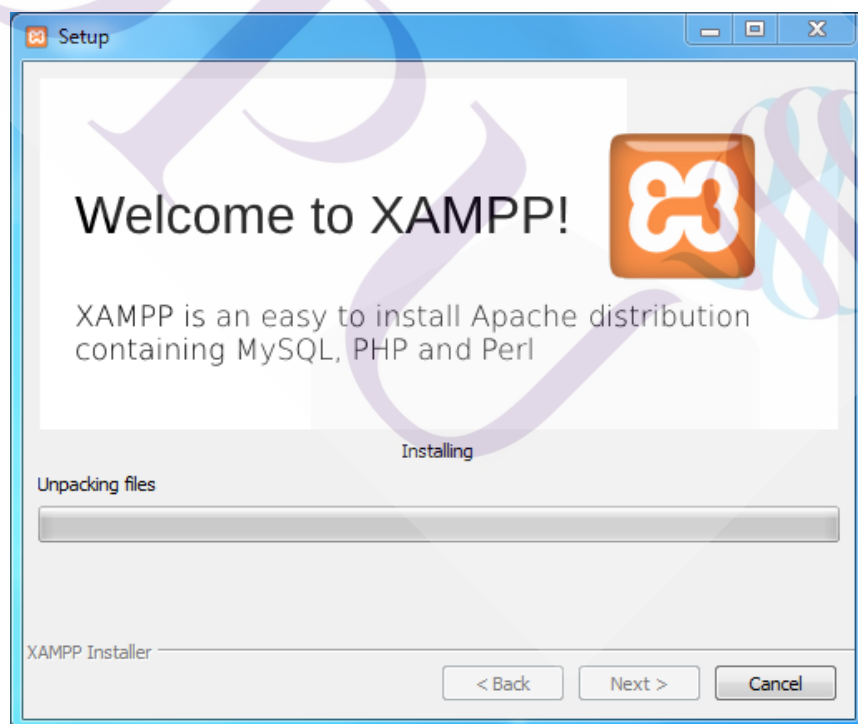 Setup
Welcome to XAMPP!
XAMPP is an easy to install Apache distribution
containing MySQL, PHP and Perl
Installing
Unpacking files
XAMPP Installer
< Back Next > Cancel